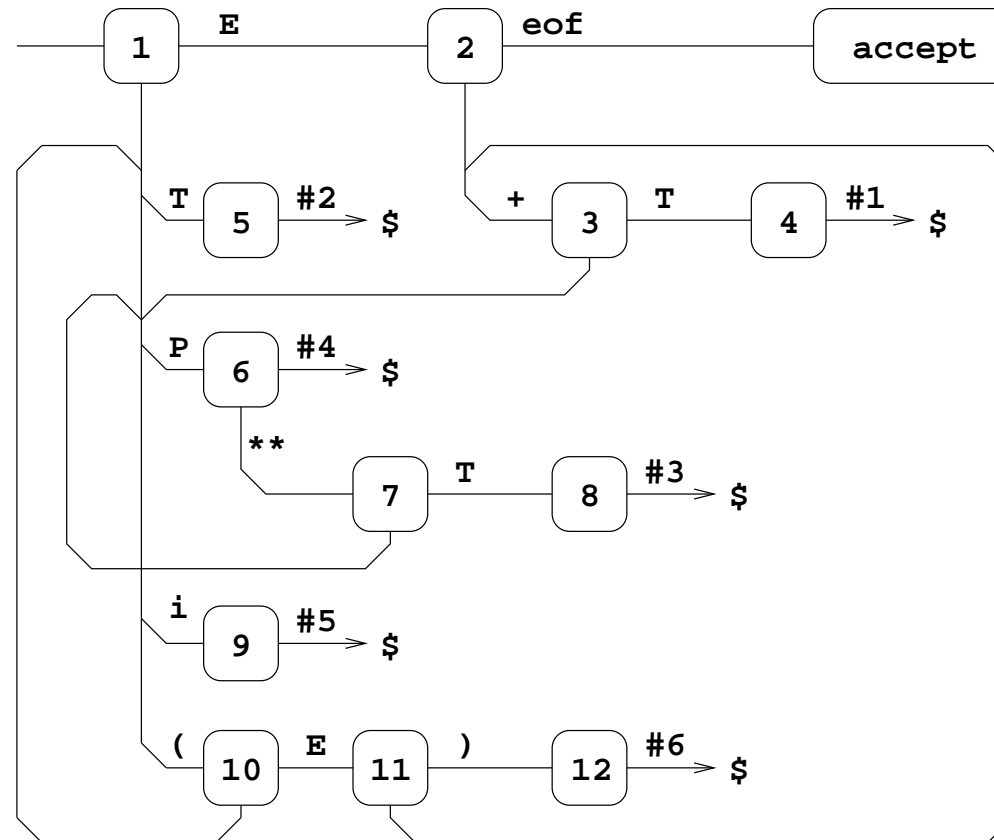 1 E 2 eof accept
T 5 #2 $ + 3 T 4 #1 $
P 6 #4 $
**
7 T 8 #3 $
i 9 #5 $
( 10 E 11 ) 12 #6 $